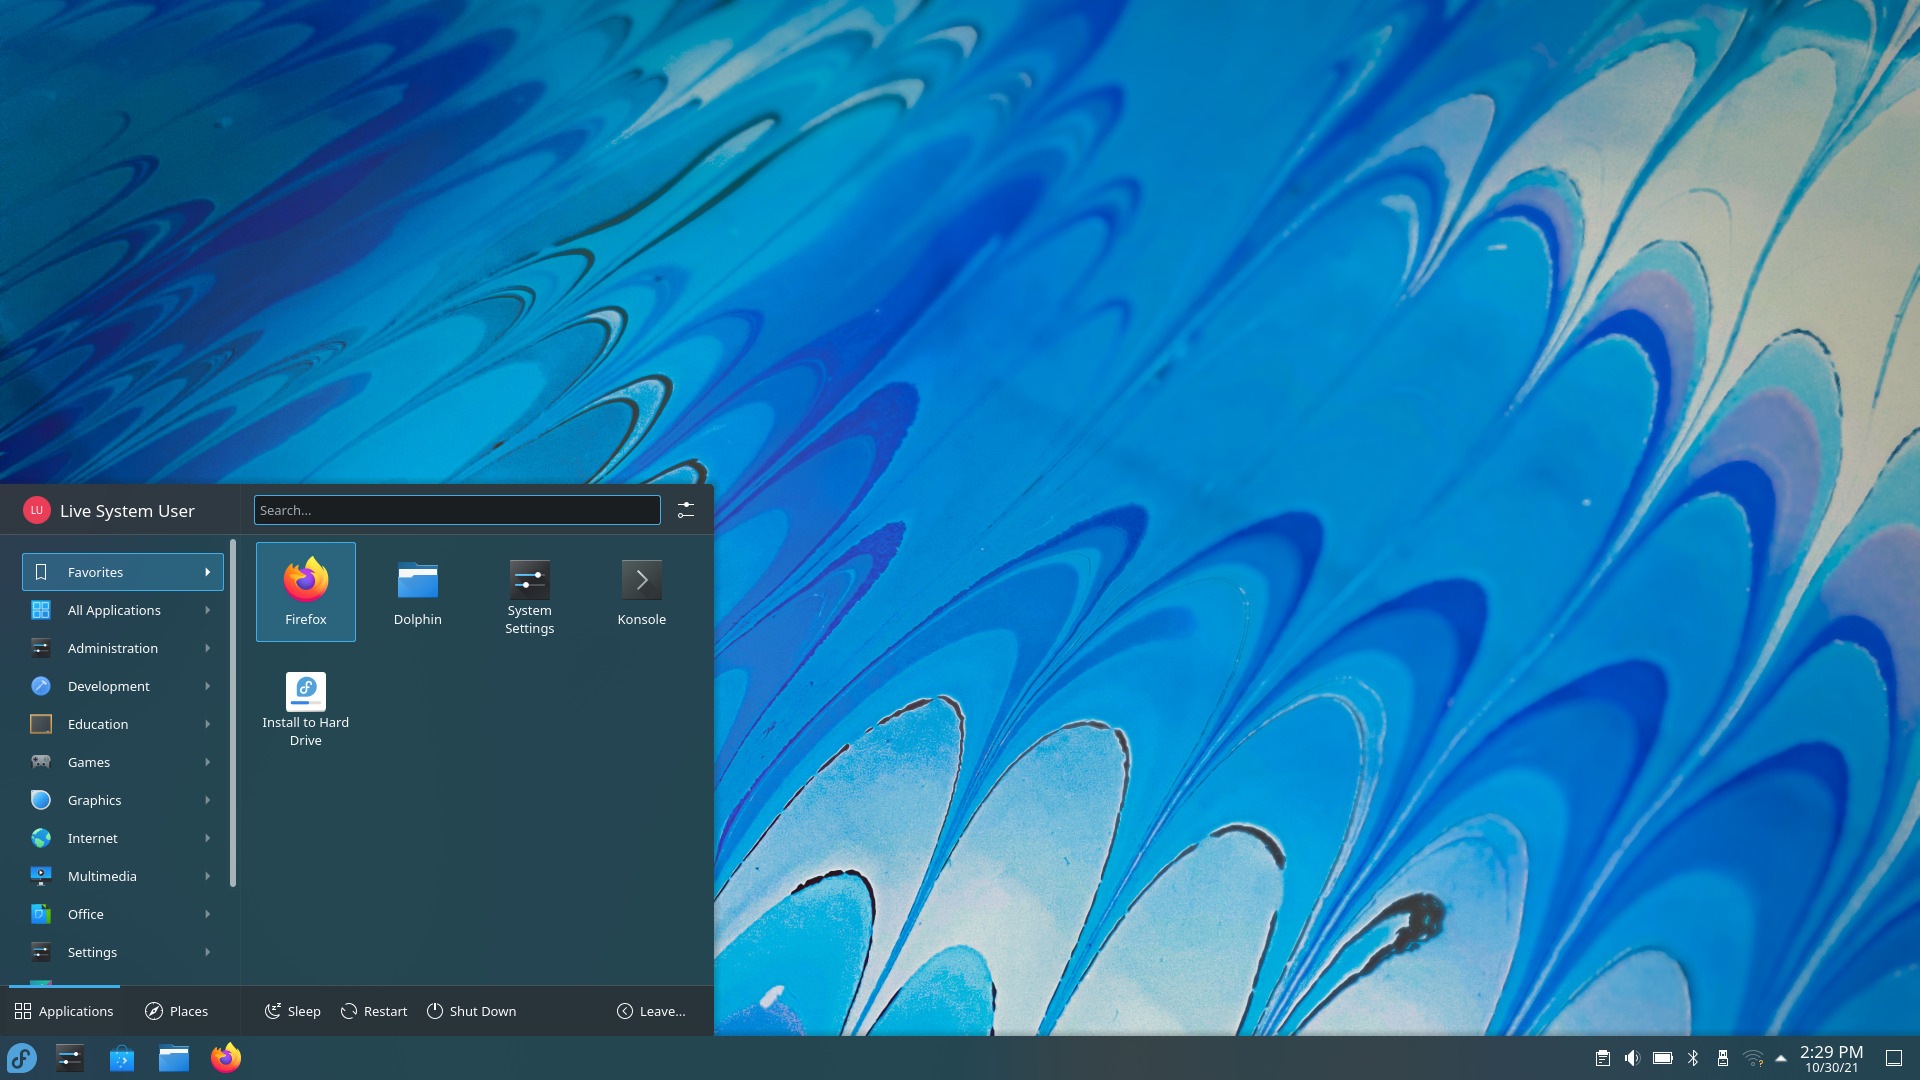 LU
Live System User
Search...
Favorites
All Applications
Administration
Development
Education
Games
Graphics
Internet
Multimedia
Office
Settings
Firefox
Dolphin
System
Settings
Konsole
Install to Hard
Drive
Applications
Places
Sleep
Restart
Shut Down
Leave...
2:29 PM
10/30/21